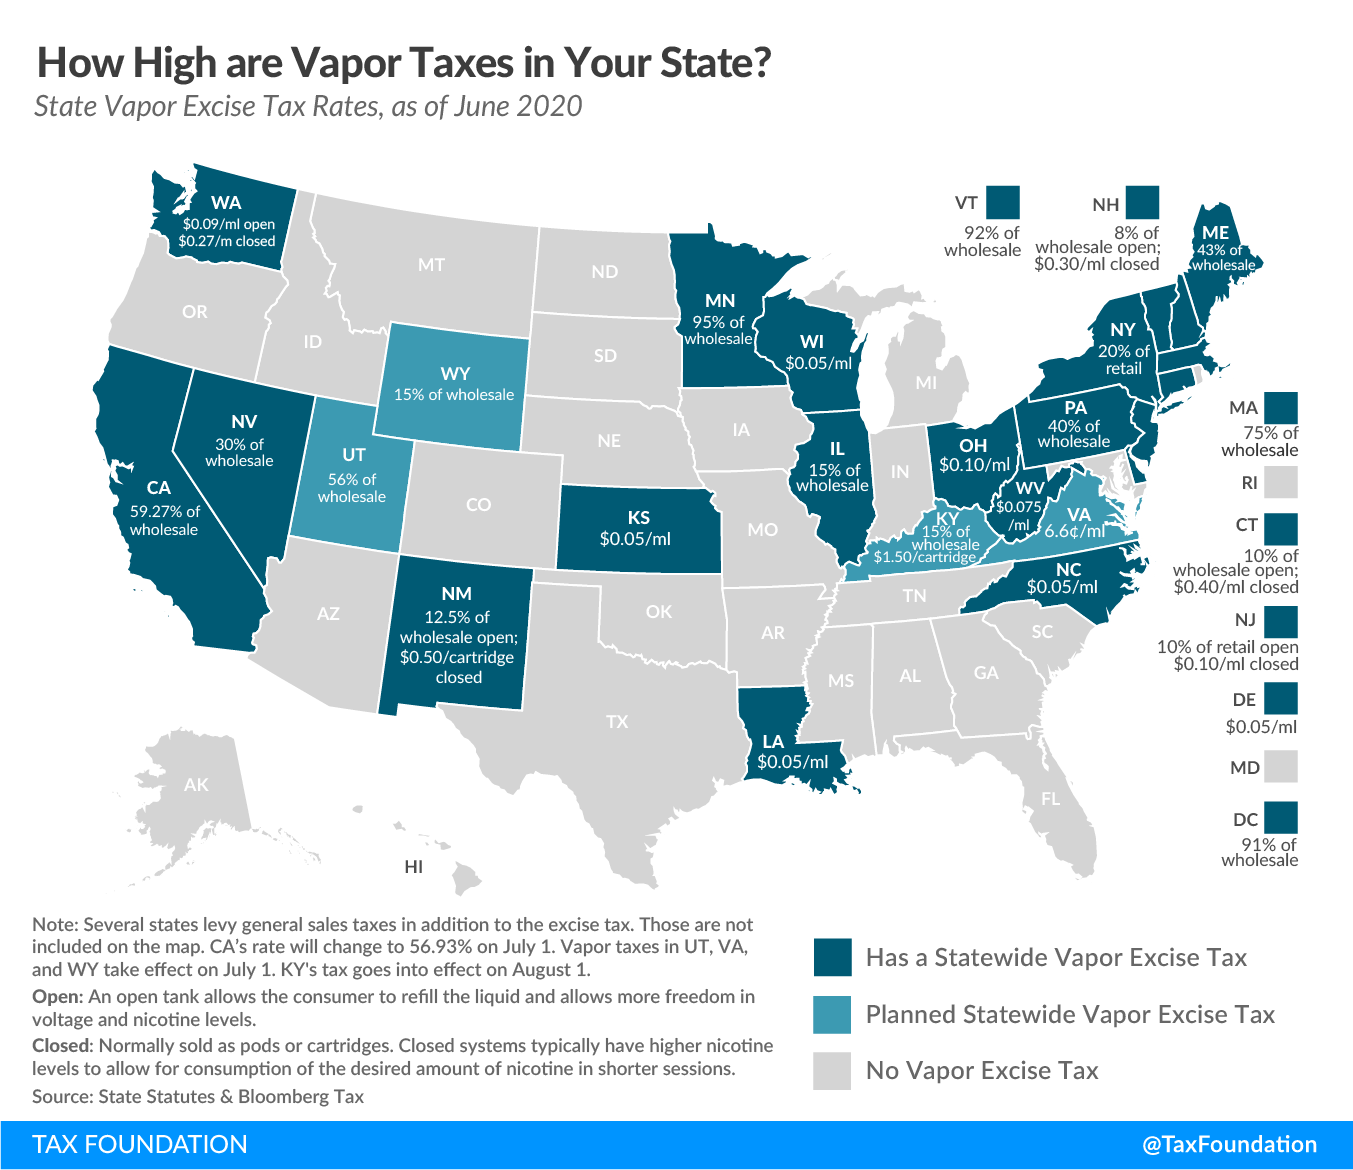 How High are Vapor Taxes in Your State?
State Vapor Excise Tax Rates, as of June 2020
WA
$0.09/ml open
$0.27/m closed
MT
ND
MN
95% of
wholesale
VT
92% of
wholesale
NH
8% of
wholesale open;
$0.30/ml closed
ME
43% of
wholesale
OR
ID
SD
WI
$0.05/ml
MI
NY
20% of
retail
WY
15% of wholesale
NV
30% of
wholesale
UT
56% of
wholesale
NE
IA
IL
15% of
wholesale
IN
OH
$0.10/ml
PA
40% of
wholesale
MA
75% of
wholesale
RI
CA
59.27% of
wholesale
CO
KS
$0.05/ml
MO
KY
15% of
wholesale
$1.50/cartridge
WV
$0.075
/ml
VA
6.6¢/ml
CT
10% of
wholesale open;
$0.40/ml closed
AZ
NM
12.5% of
wholesale open;
$0.50/cartridge
closed
OK
AR
TN
NC
$0.05/ml
SC
NJ
10% of retail open
$0.10/ml closed
TX
LA
$0.05/ml
MS
AL
GA
FL
DE
$0.05/ml
MD
DC
91% of
wholesale
AK
HI
Note: Several states levy general sales taxes in addition to the excise tax. Those are not
included on the map. CA's rate will change to 56.93% on July 1. Vapor taxes in UT, VA,
and WY take effect on July 1. KY's tax goes into effect on August 1.
Open: An open tank allows the consumer to refill the liquid and allows more freedom in
voltage and nicotine levels.
Closed: Normally sold as pods or cartridges. Closed systems typically have higher nicotine
levels to allow for consumption of the desired amount of nicotine in shorter sessions.
Source: State Statutes & Bloomberg Tax
Has a Statewide Vapor Excise Tax
Planned Statewide Vapor Excise Tax
No Vapor Excise Tax
TAX FOUNDATION
@TaxFoundation